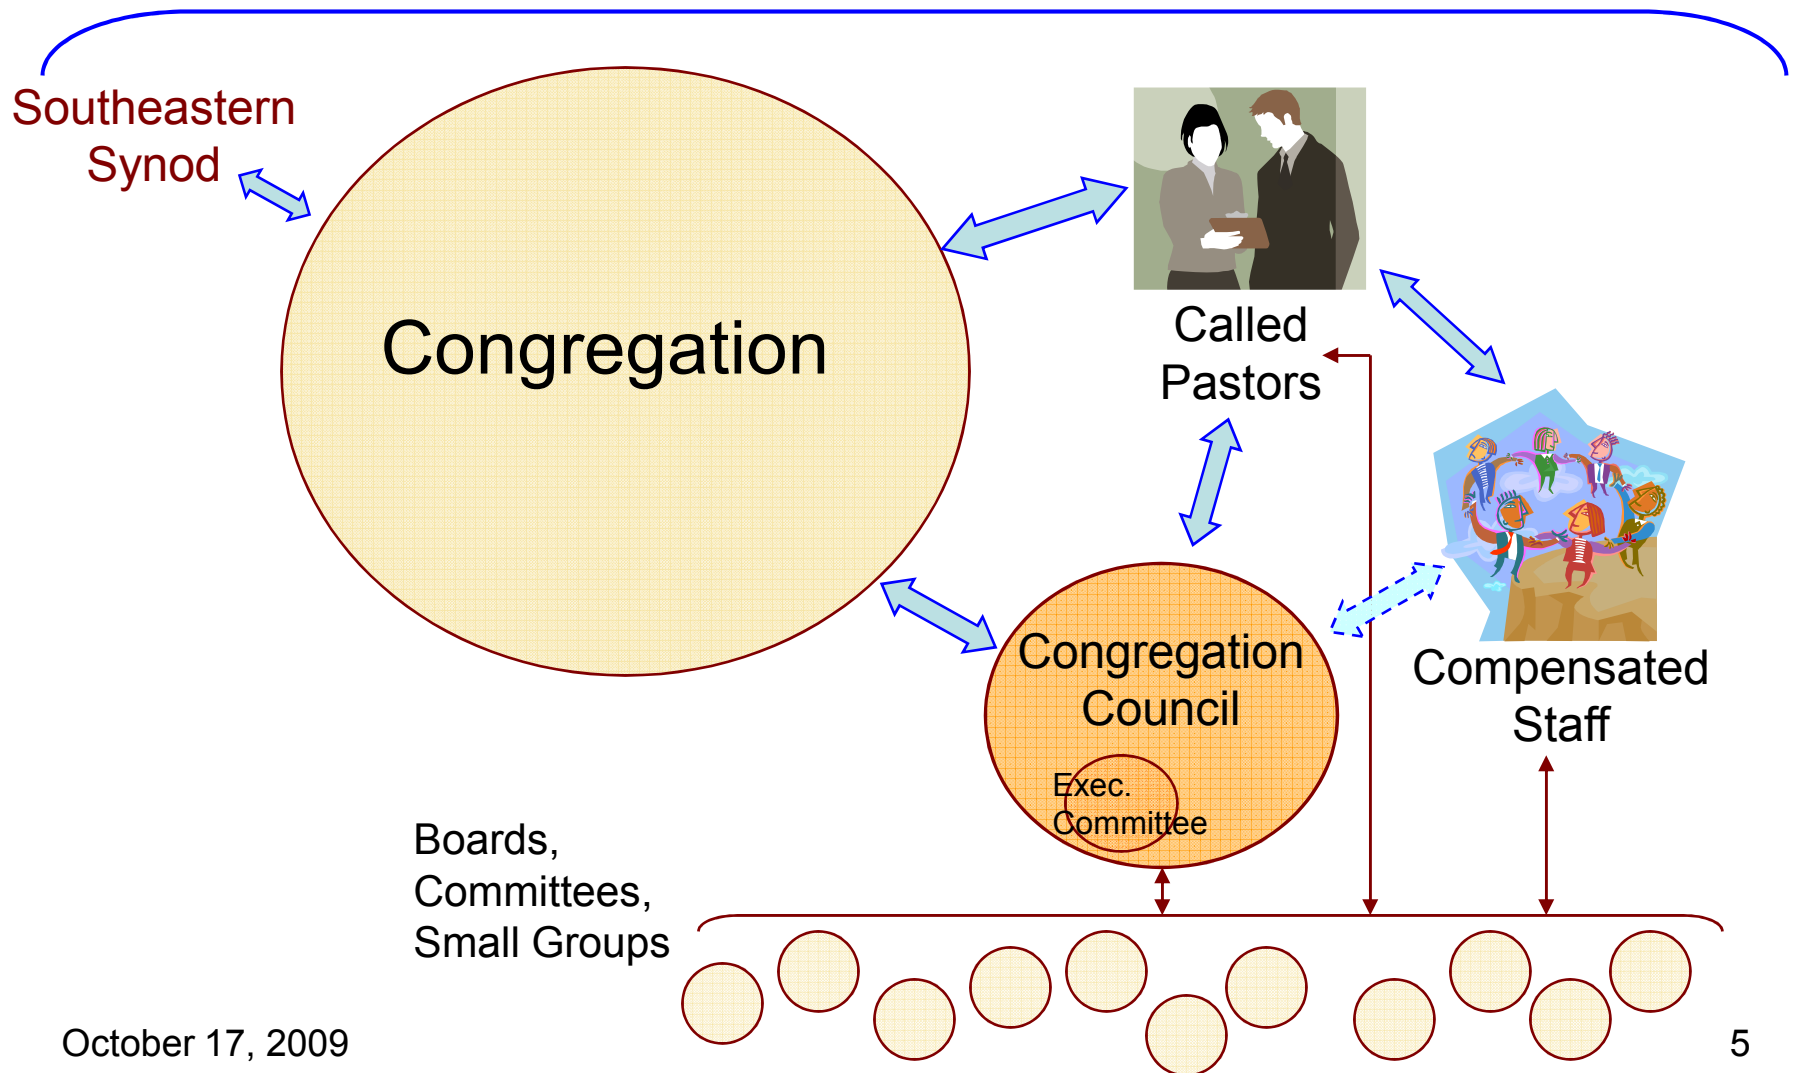 Southeastern
Synod
Congregation
Called
Pastors
Congregation
Council
Exec.
Committee
Compensated
Staff
Boards,
Committees,
Small Groups
October 17, 2009
5